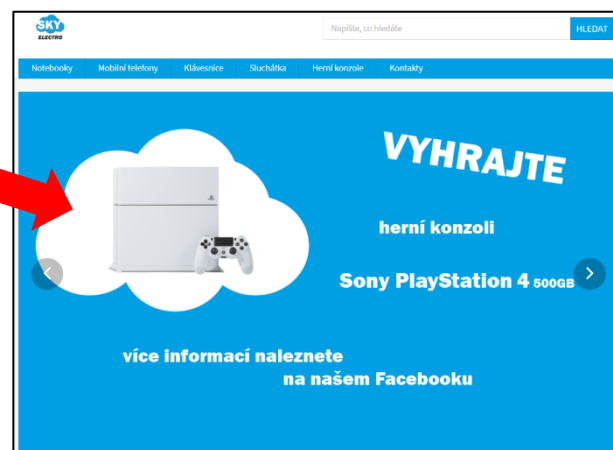 SKY
ELECTRO
Napište, co hledáte
HLEDAT
Notebooky Mobilní telefony Klávesnice Sluchátka Herní konzole Kontakty
VYHRAJTE
herní konzoli
Sony PlayStation 4 500GB
více informací naleznete
na našem Facebooku